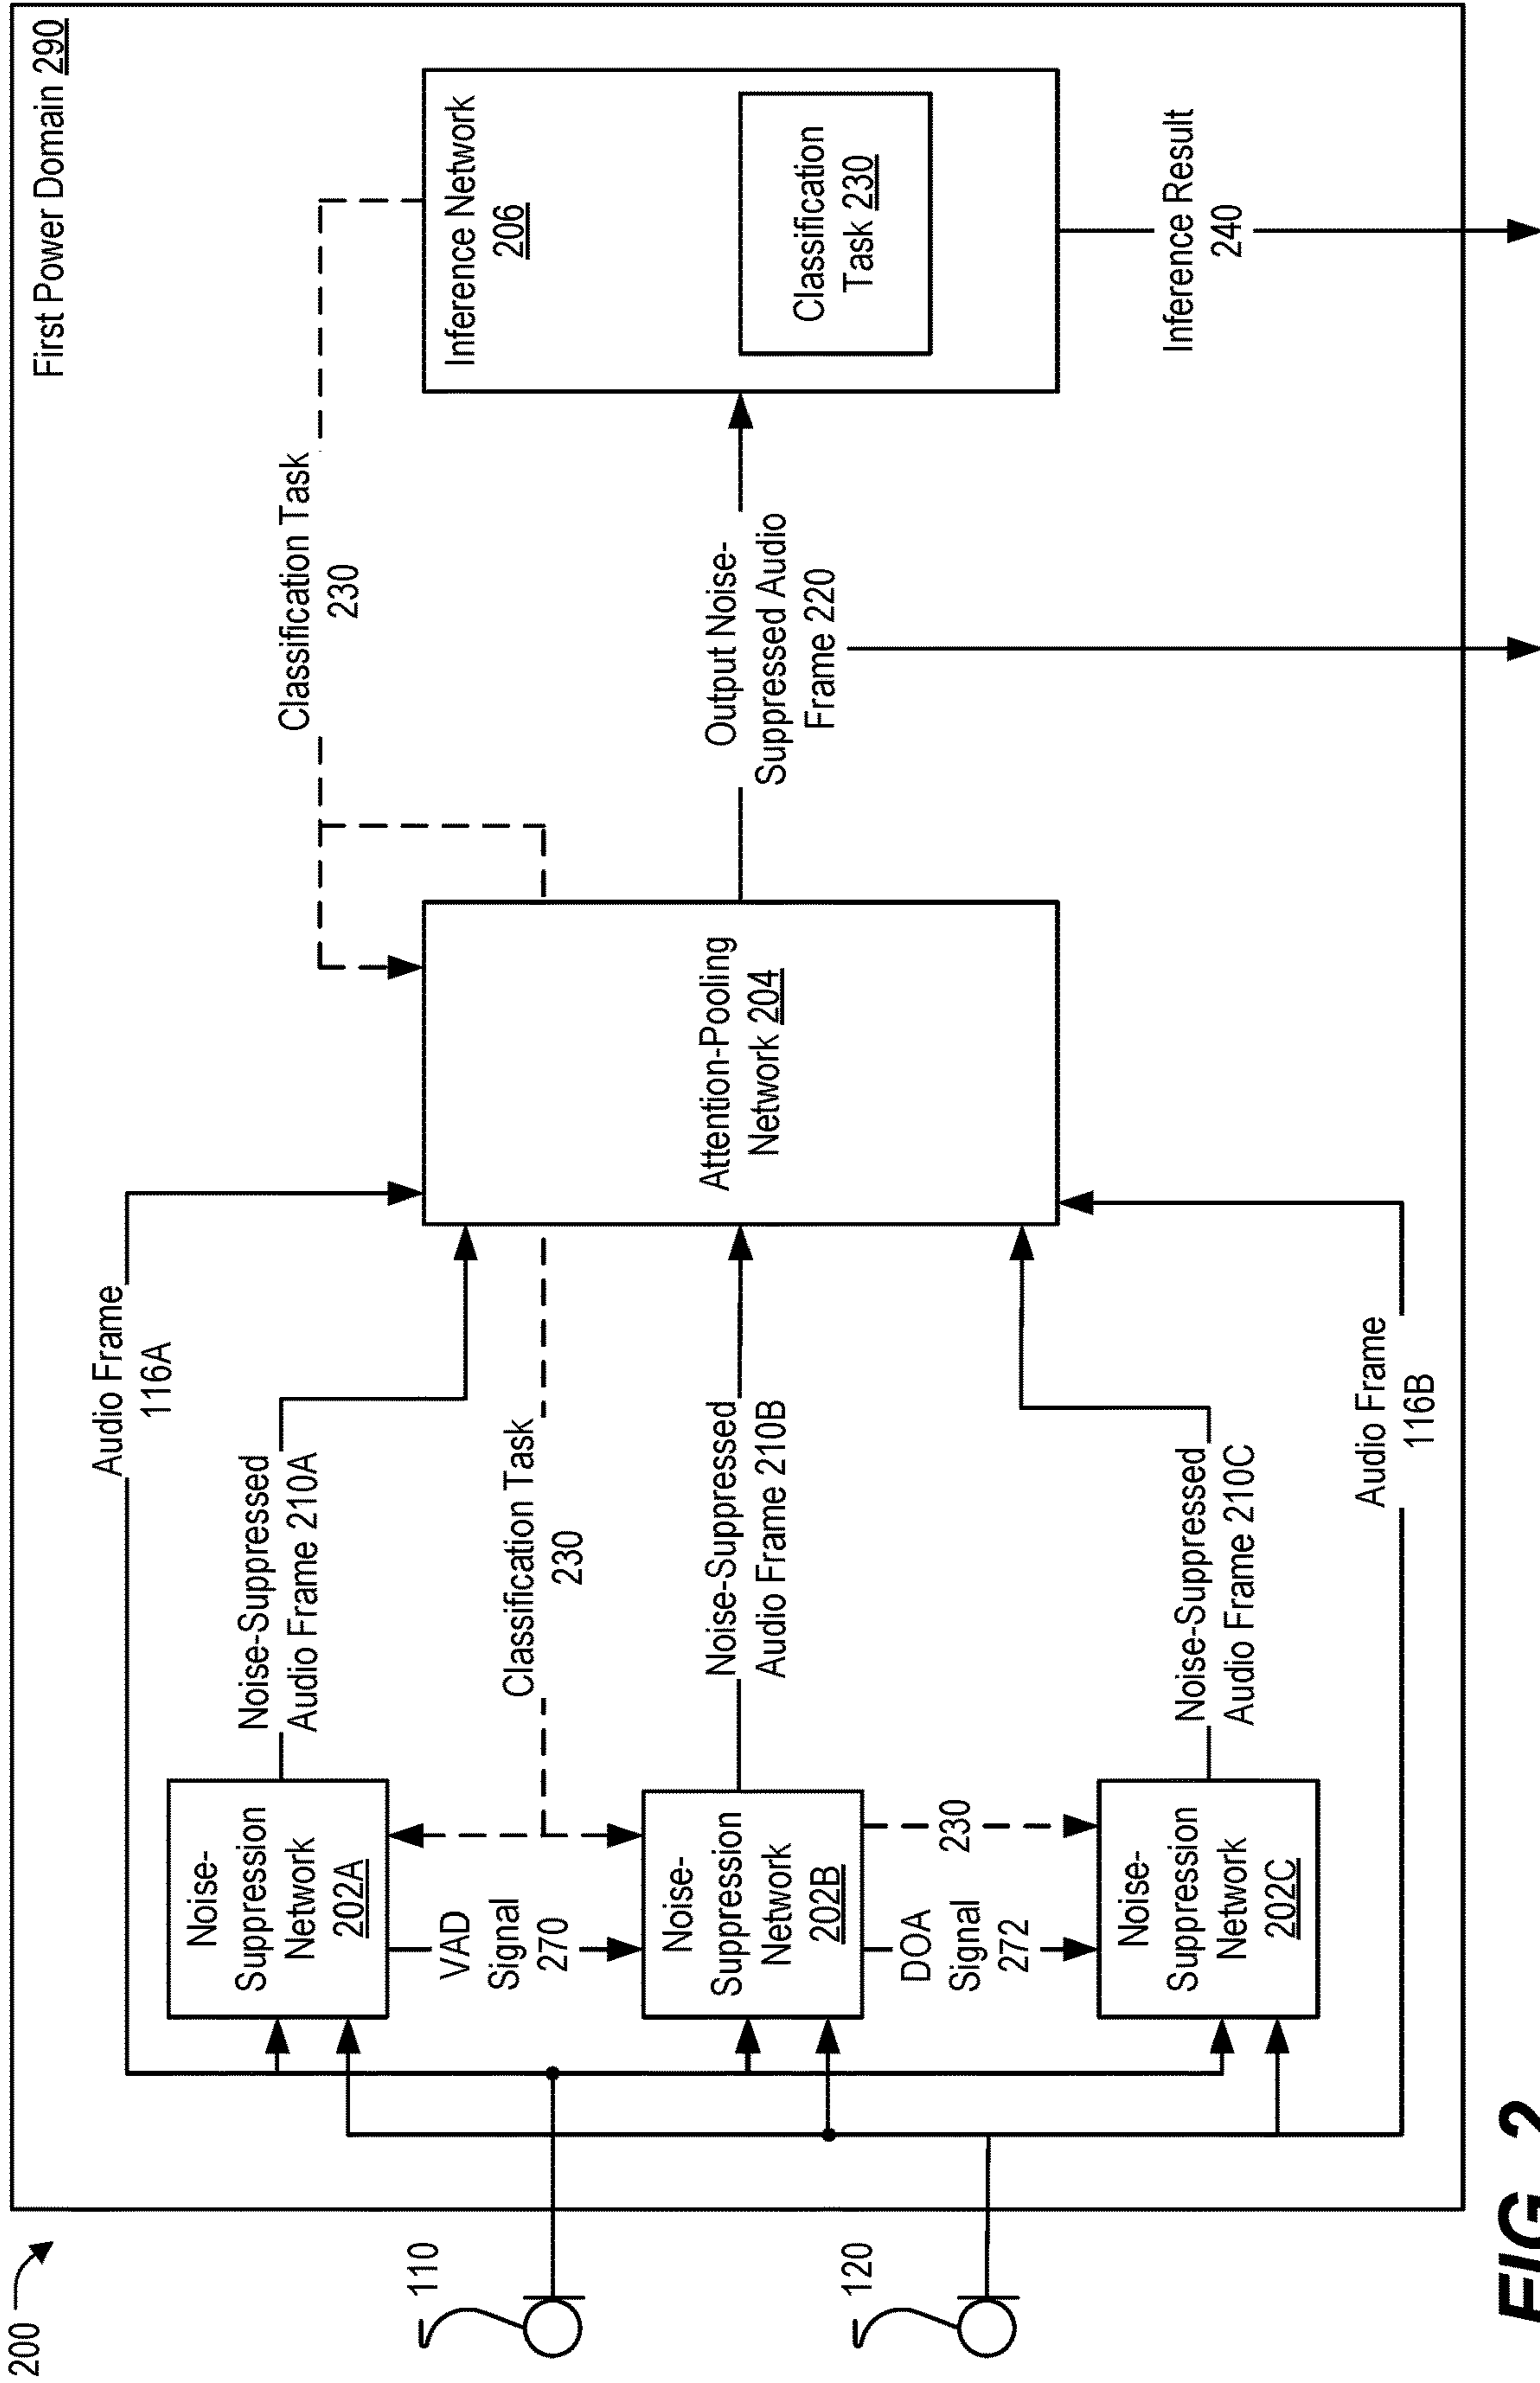 200
First Power Domain 290
110
120
Audio Frame
116A
Noise-
Suppression
Network
202A
Noise-Suppressed
Audio Frame 210A
VAD
Signal
270
Classification Task
230
Noise-
Suppression
Network
202B
Noise-Suppressed
Audio Frame 210B
DOA
Signal
272
230
Noise-
Suppression
Network
202C
Noise-Suppressed
Audio Frame 210C
Audio Frame
116B
Attention-Pooling
Network 204
Classification Task
230
Output Noise-
Suppressed Audio
Frame 220
Inference Network
206
Classification
Task 230
Inference Result
240
FIG. 2